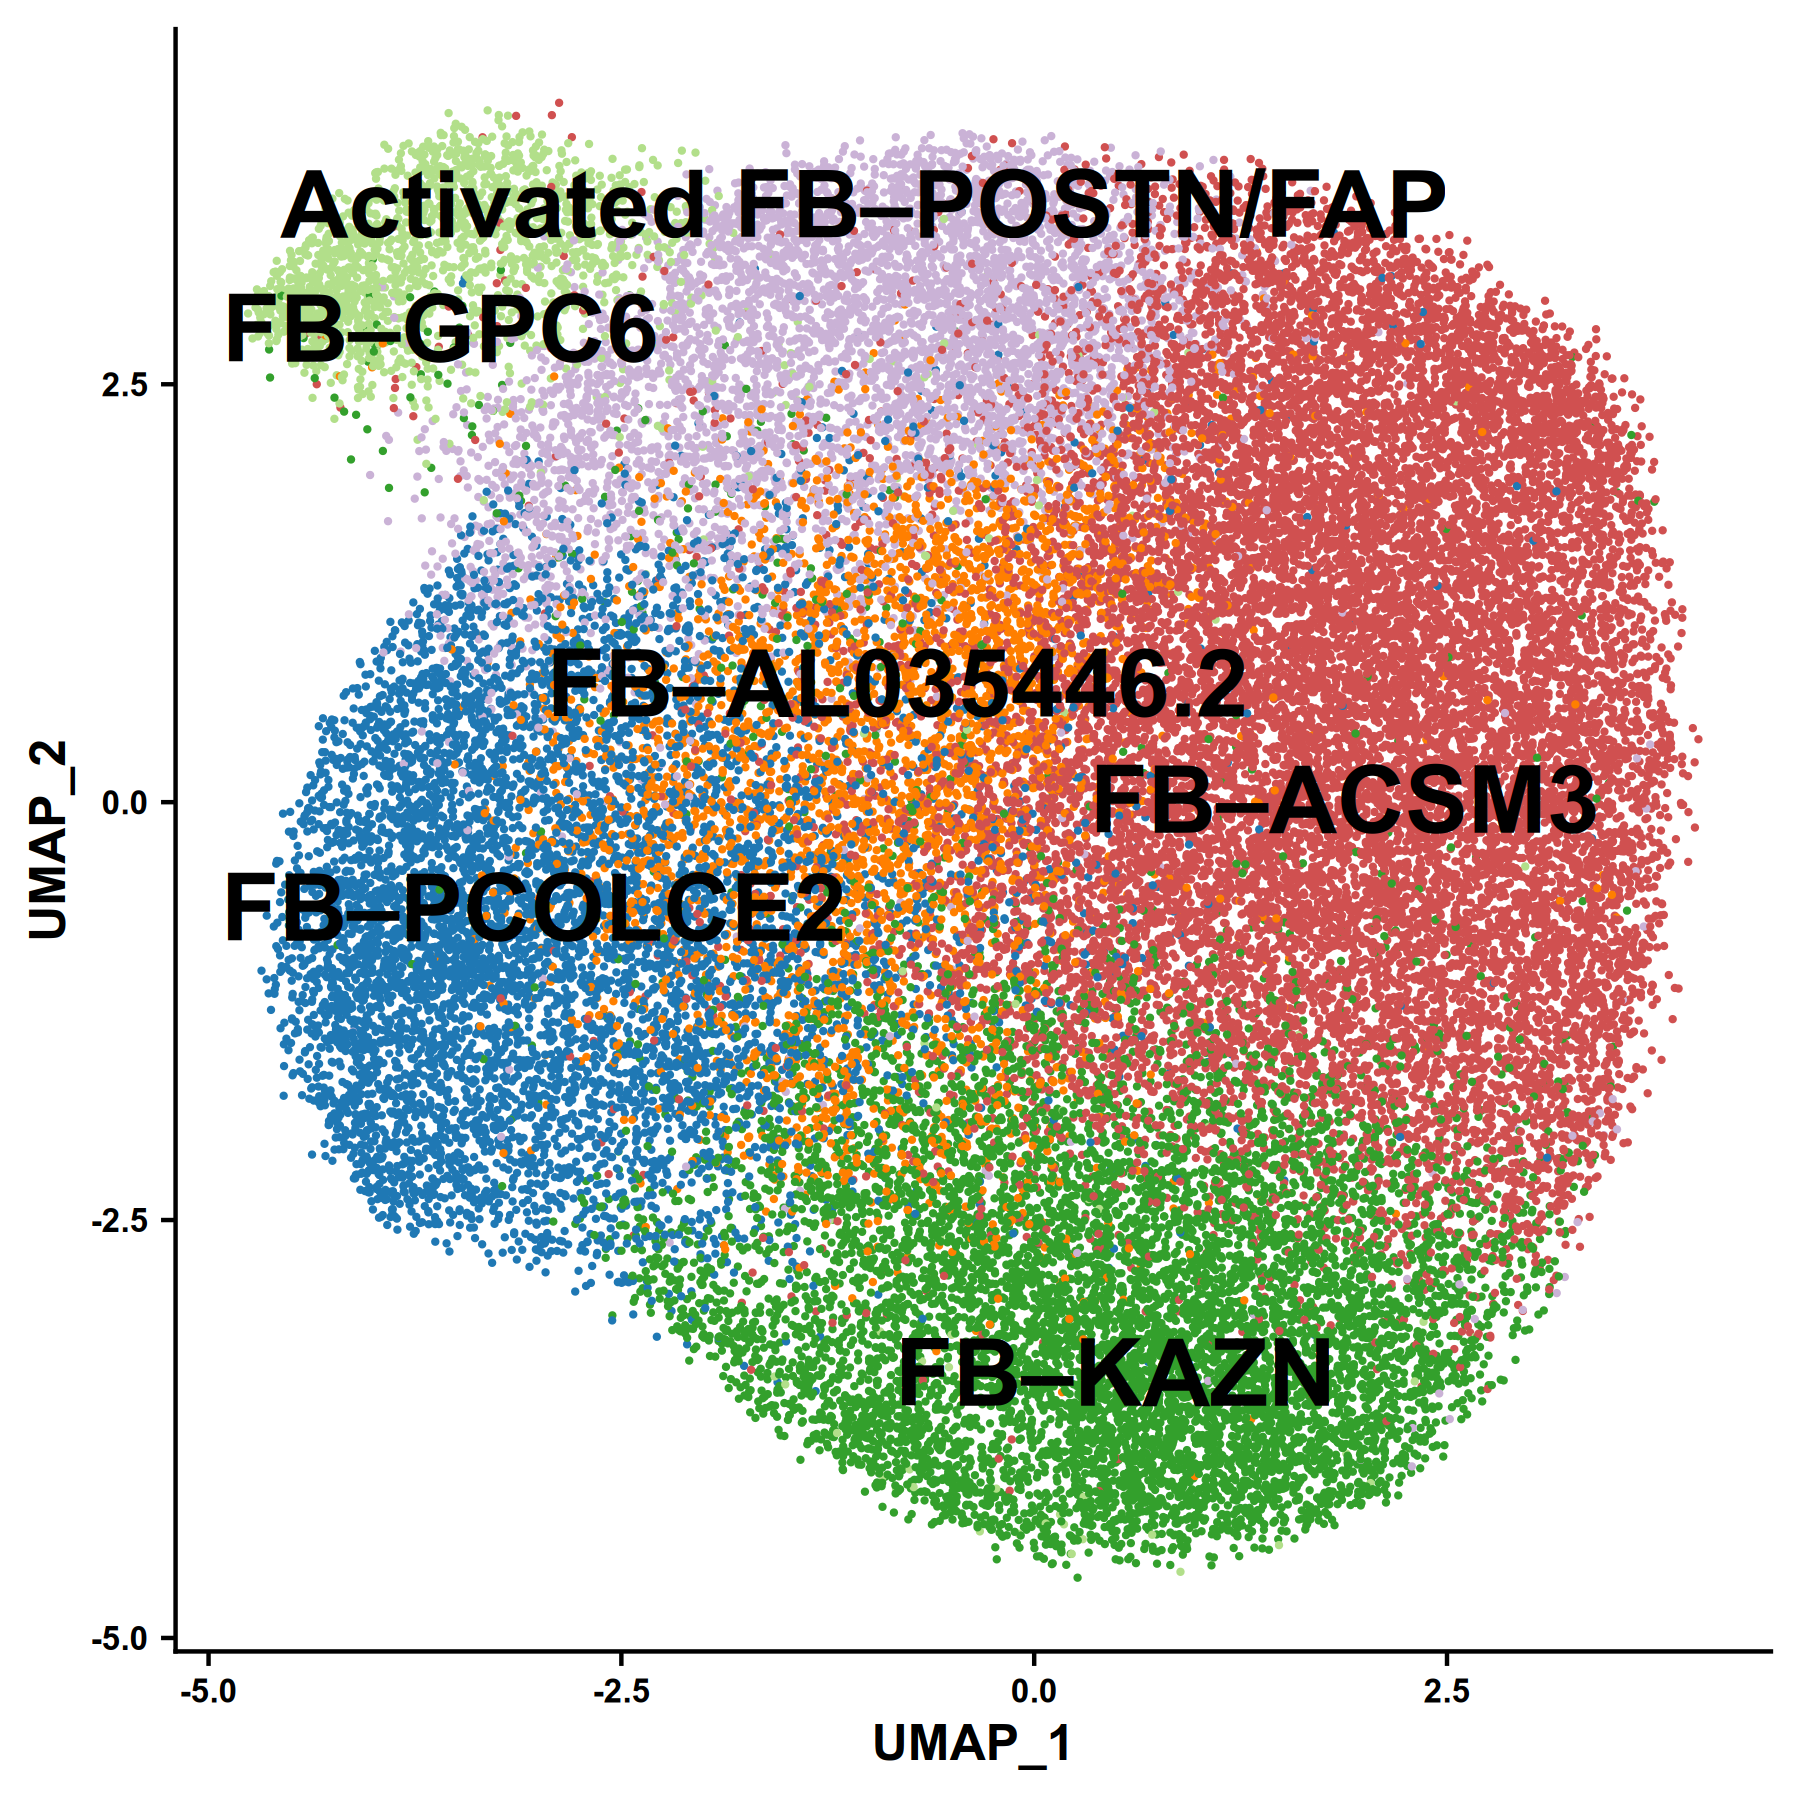 Activated FB–POSTN/FAP
FB–GPC6
2.5
FB–AL035446.2
FB–ACSM3
0.0
UMAP_2
FB–PCOLCE2
-2.5
FB–KAZN
-5.0
-5.0 -2.5 0.0 2.5
UMAP_1